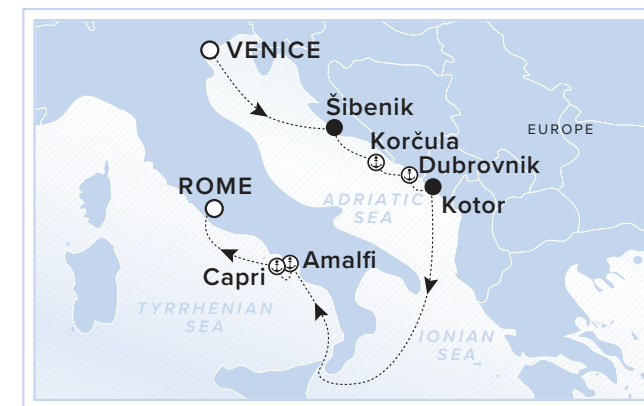 VENICE
Šibenik
EUROPE
Korčula
Dubrovnik
ROME
ADRIATIC
SEA
Kotor
Amalfi
Capri
TYRRHENIAN
SEA
IONIAN
SEA